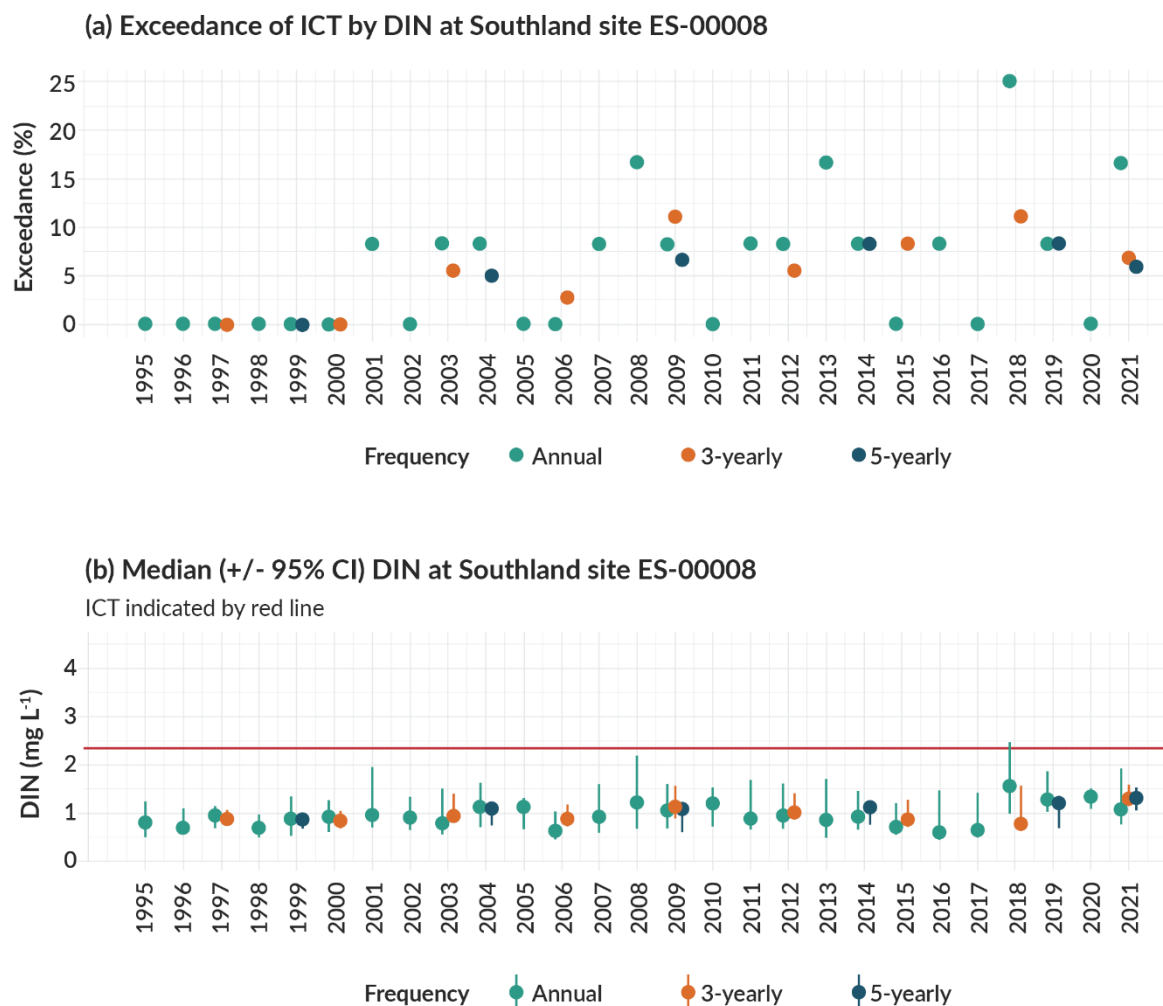 (a) Exceedance of ICT by DIN at Southland site ES-00008
Exceedance (%)
25
20
15
10
5
0
1995 1996 1997 1998 1999 2000 2001 2002 2003 2004 2005 2006 2007 2008 2009 2010 2011 2012 2013 2014 2015 2016 2017 2018 2019 2020 2021
Frequency Annual 3-yearly 5-yearly
(b) Median (+/- 95% CI) DIN at Southland site ES-00008
ICT indicated by red line
DIN (mg L⁻¹)
4
3
2
1
0
1995 1996 1997 1998 1999 2000 2001 2002 2003 2004 2005 2006 2007 2008 2009 2010 2011 2012 2013 2014 2015 2016 2017 2018 2019 2020 2021
Frequency Annual 3-yearly 5-yearly